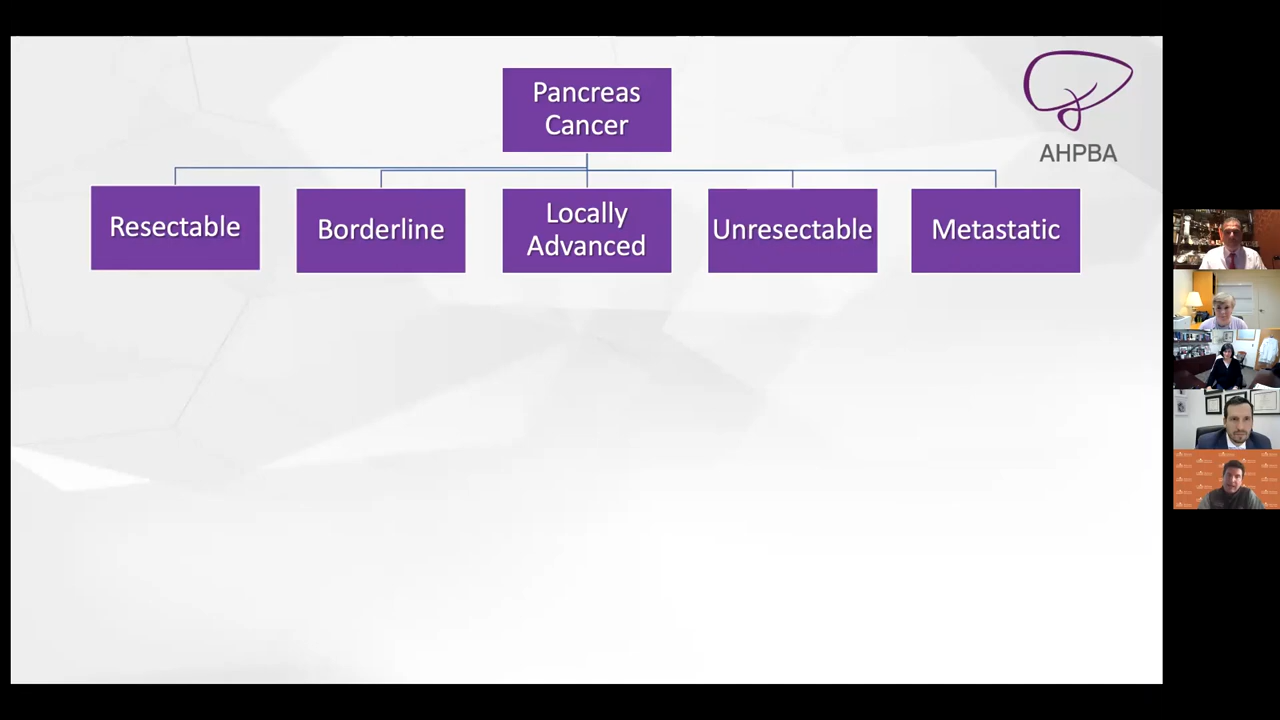 Pancreas
Cancer
AHPBA
Resectable
Borderline
Locally
Advanced
Unresectable
Metastatic